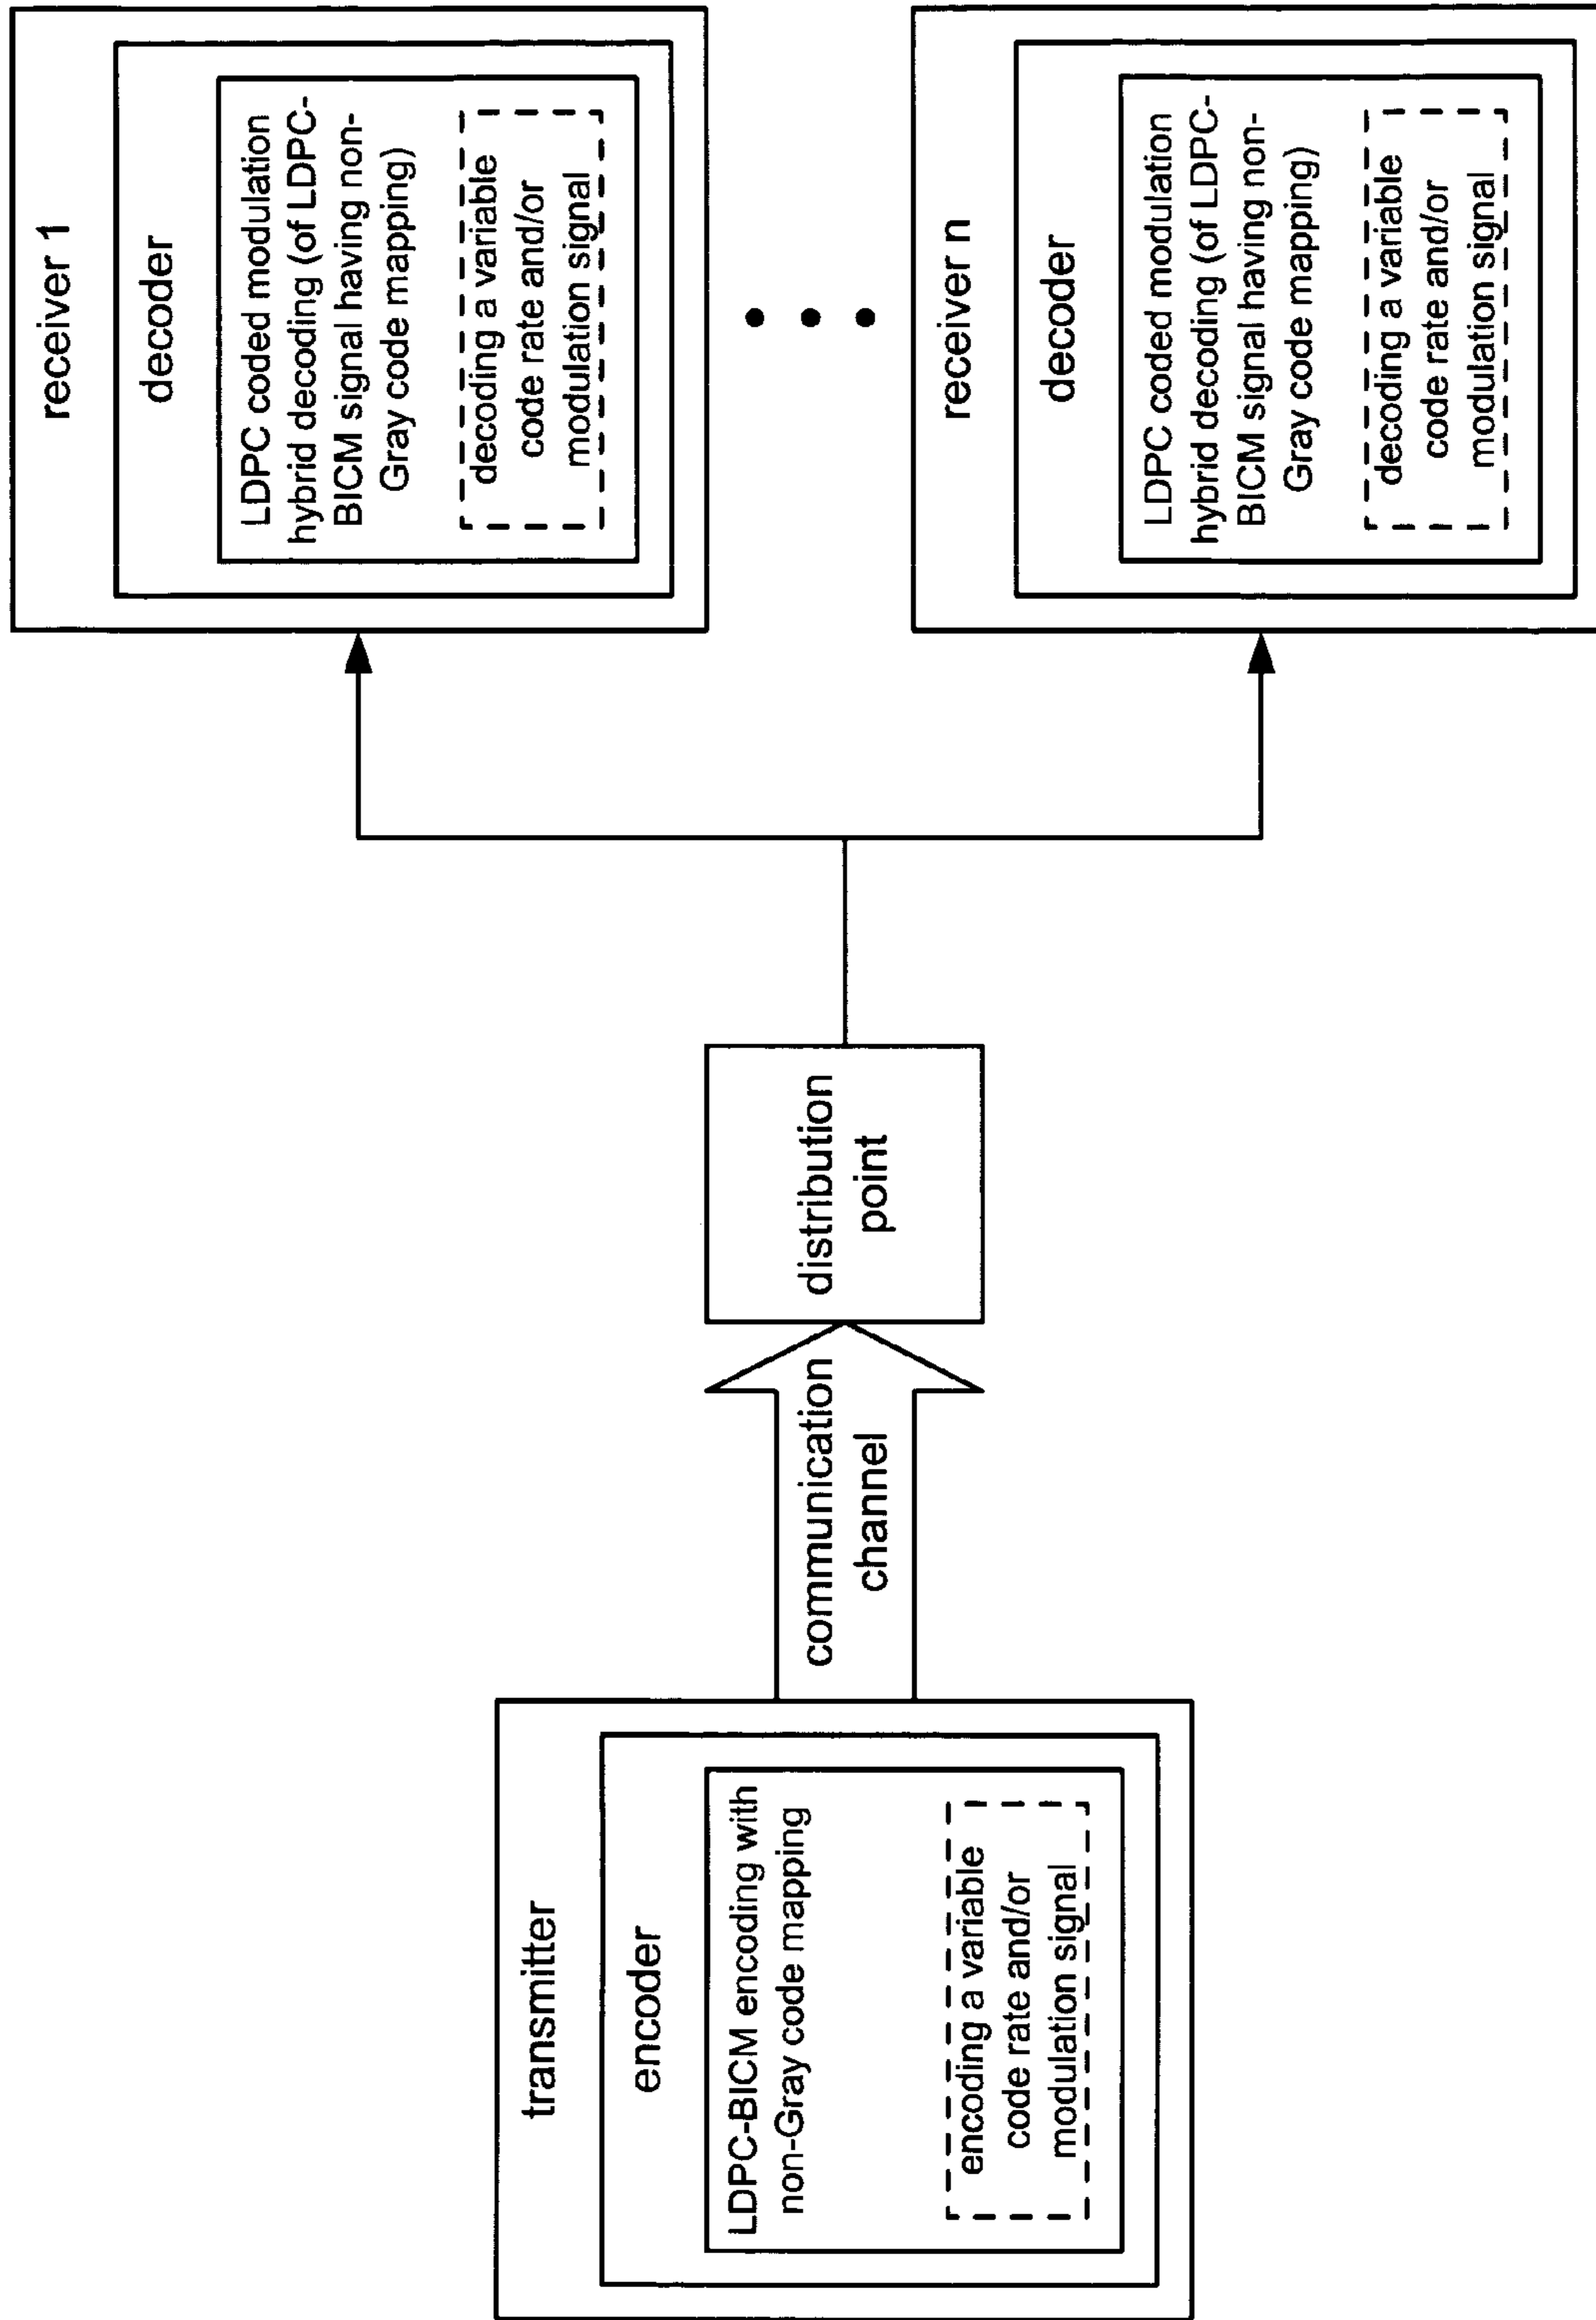 transmitter
encoder
LDPC-BICM encoding with
non-Gray code mapping
encoding a variable
code rate and/or
modulation signal
communication
channel
distribution
point
receiver 1
decoder
LDPC coded modulation
hybrid decoding (of LDPC-
BICM signal having non-
Gray code mapping)
decoding a variable
code rate and/or
modulation signal
receiver n
decoder
LDPC coded modulation
hybrid decoding (of LDPC-
BICM signal having non-
Gray code mapping)
decoding a variable
code rate and/or
modulation signal